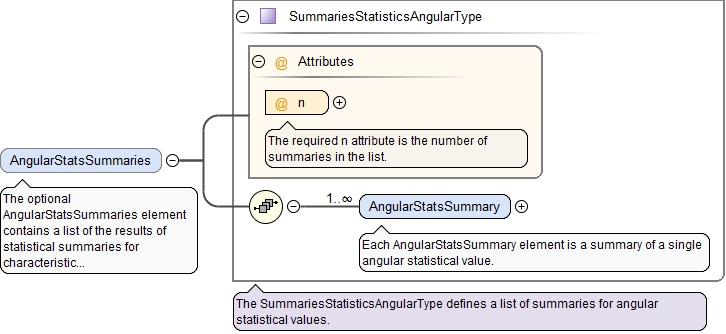 SummariesStatisticsAngularType
@ Attributes
@ n
The required n attribute is the number of
summaries in the list.
AngularStatsSummaries
The optional
AngularStatsSummaries element
contains a list of the results of
statistical summaries for
characteristic...
1..∞
AngularStatsSummary
Each AngularStatsSummary element is a summary of a single
angular statistical value.
The SummariesStatisticsAngularType defines a list of summaries for angular
statistical values.